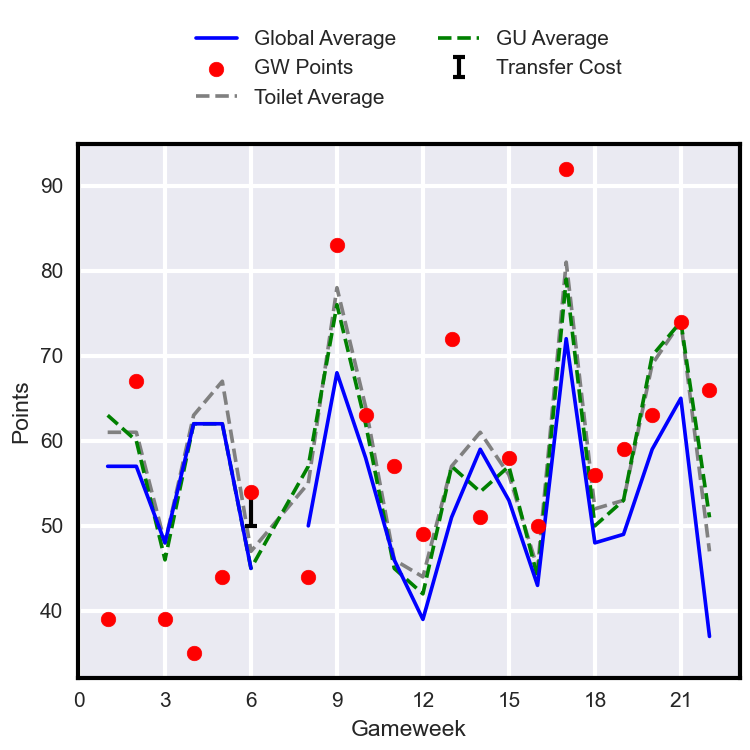 Global Average
GW Points
Toilet Average
GU Average
Transfer Cost
90
80
70
60
50
40
Points
0 3 6 9 12 15 18 21
Gameweek